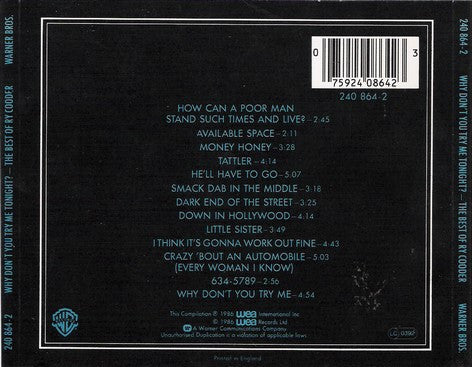 240 864-2 WHY DON'T YOU TRY ME TONIGHT? — THE BEST OF RY COODER WARNER BROS.
0 3
75924 08642
240 864-2
HOW CAN A POOR MAN
STAND SUCH TIMES AND LIVE? – 2:45
AVAILABLE SPACE – 2:11
MONEY HONEY – 3:28
TATTLER – 4:14
HE'LL HAVE TO GO – 5:07
SMACK DAB IN THE MIDDLE – 3:18
DARK END OF THE STREET – 3:25
DOWN IN HOLLYWOOD – 4:14
LITTLE SISTER – 3:49
I THINK IT'S GONNA WORK OUT FINE – 4:43
CRAZY 'BOUT AN AUTOMOBILE – 5:03
(EVERY WOMAN I KNOW)
634-5789 – 2:56
WHY DON'T YOU TRY ME – 4:54
This Compilation ℗ 1986 wea International Inc
© 1986 wea Records Ltd
A Warner Communications Company
Unauthorised Duplication is a violation of applicable laws
LC 0392
Printed in England
240 864-2 WHY DON'T YOU TRY ME TONIGHT? — THE BEST OF RY COODER WARNER BROS.